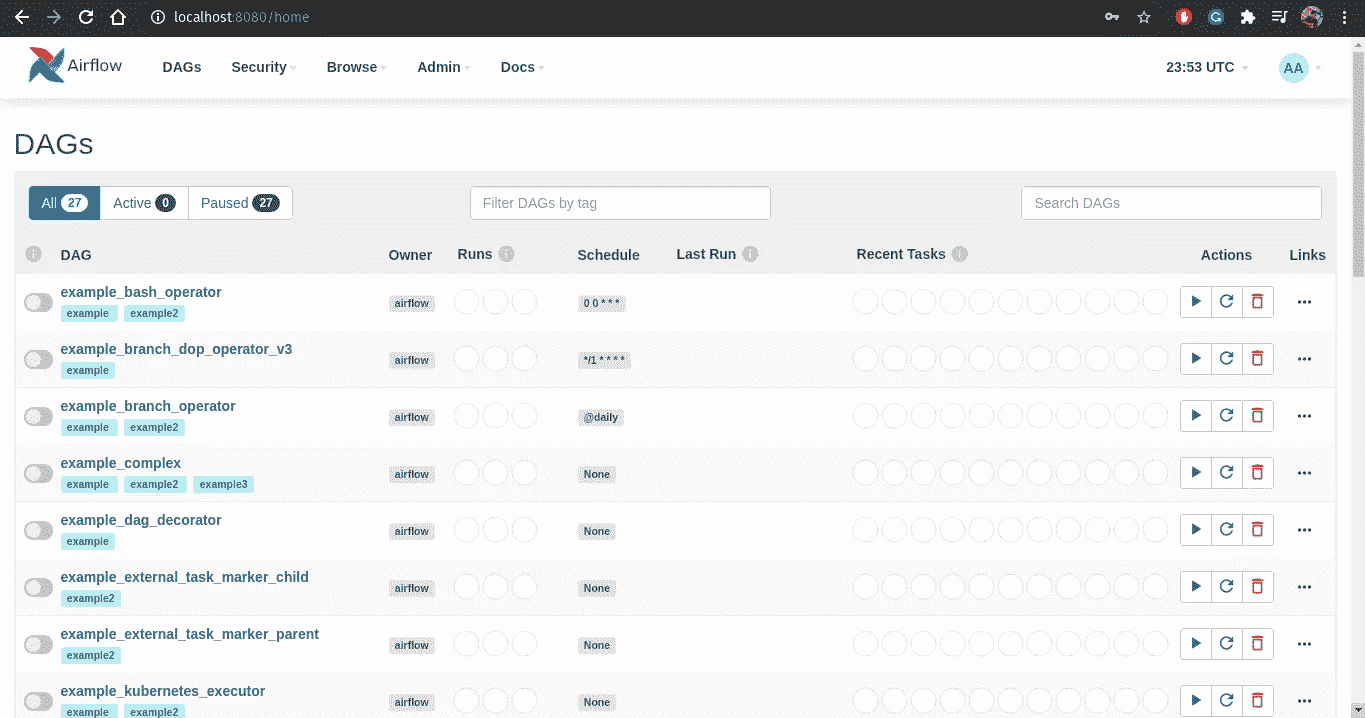 localhost:8080/home
Airflow DAGs Security Browse Admin Docs 23:53 UTC AA
DAGs
All 27 Active 0 Paused 27 Filter DAGs by tag Search DAGs
DAG Owner Runs Schedule Last Run Recent Tasks Actions Links
example_bash_operator
example example2 airflow 0 0 * * *
example_branch_dop_operator_v3
example airflow */1 * * * *
example_branch_operator
example example2 airflow @daily
example_complex
example example2 example3 airflow None
example_dag_decorator
example airflow None
example_external_task_marker_child
example2 airflow None
example_external_task_marker_parent
example2 airflow None
example_kubernetes_executor
example example2 airflow None